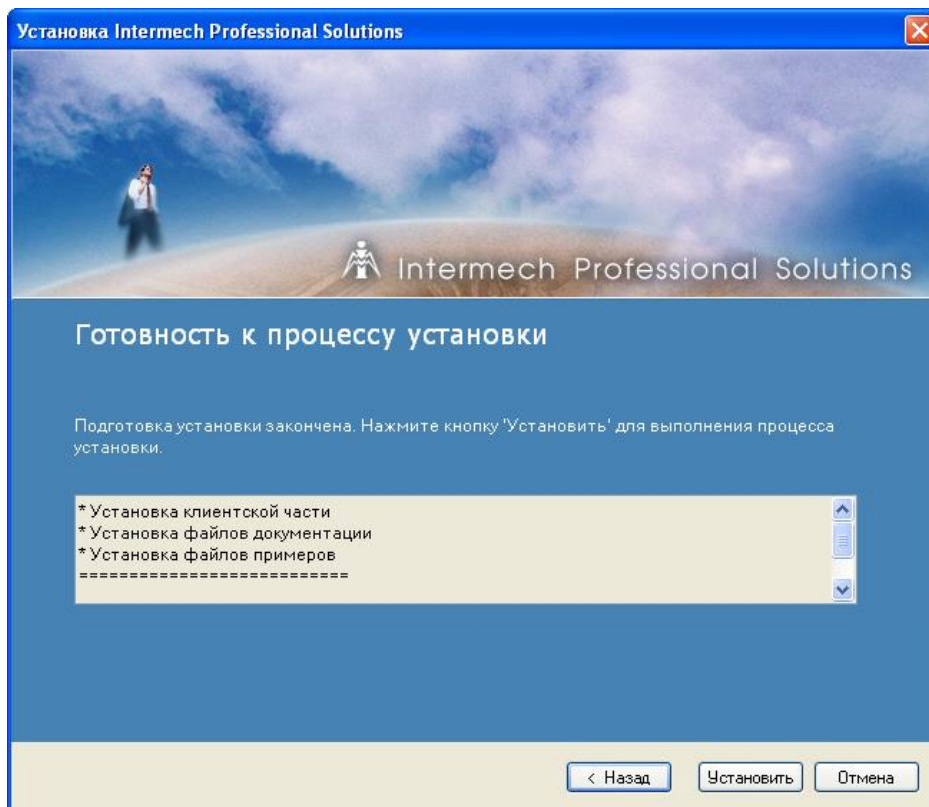 Установка Intermech Professional Solutions
Intermech Professional Solutions
Готовность к процессу установки
Подготовка установки закончена. Нажмите кнопку 'Установить' для выполнения процесса
установки.
* Установка клиентской части
* Установка файлов документации
* Установка файлов примеров
===========================
< Назад
Установить
Отмена